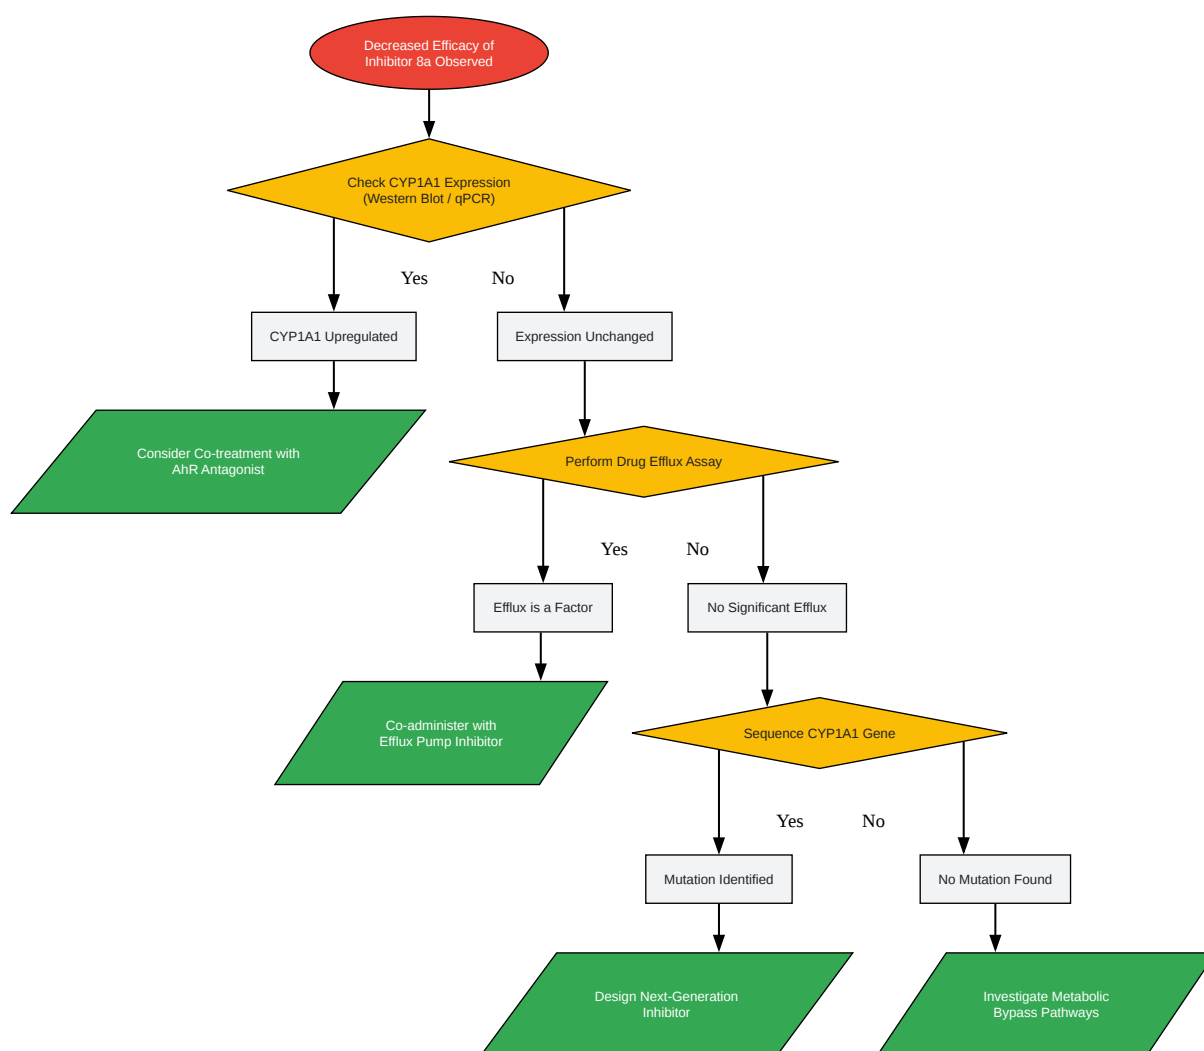 Decreased Efficacy of
Inhibitor 8a Observed
Check CYP1A1 Expression
(Western Blot / qPCR)
Yes
No
CYP1A1 Upregulated
Expression Unchanged
Consider Co-treatment with
AhR Antagonist
Perform Drug Efflux Assay
Yes
No
Efflux is a Factor
No Significant Efflux
Co-administer with
Efflux Pump Inhibitor
Sequence CYP1A1 Gene
Yes
No
Mutation Identified
No Mutation Found
Design Next-Generation
Inhibitor
Investigate Metabolic
Bypass Pathways